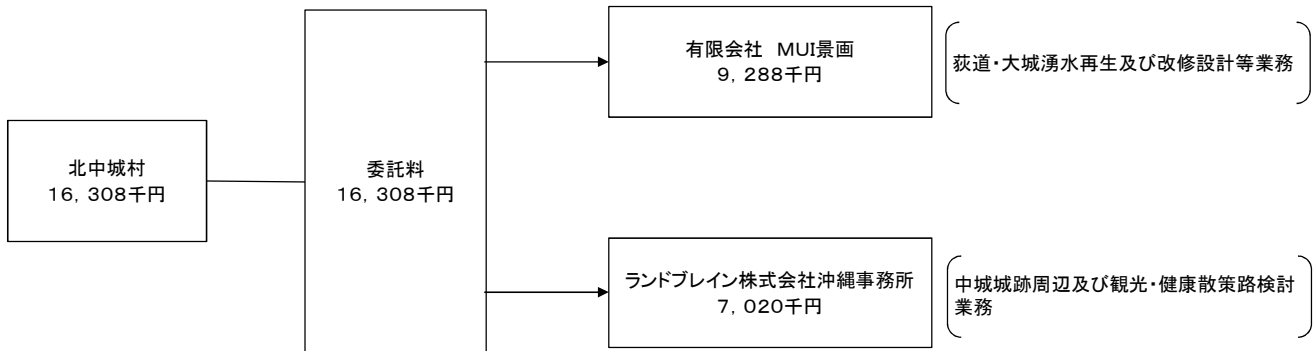 北中城村
16，308千円
委託料
16，308千円
有限会社　MUI景画
9，288千円
荻道・大城湧水再生及び改修設計等業務
ランドブレイン株式会社沖縄事務所
7，020千円
中城城跡周辺及び観光・健康散策路検討
業務